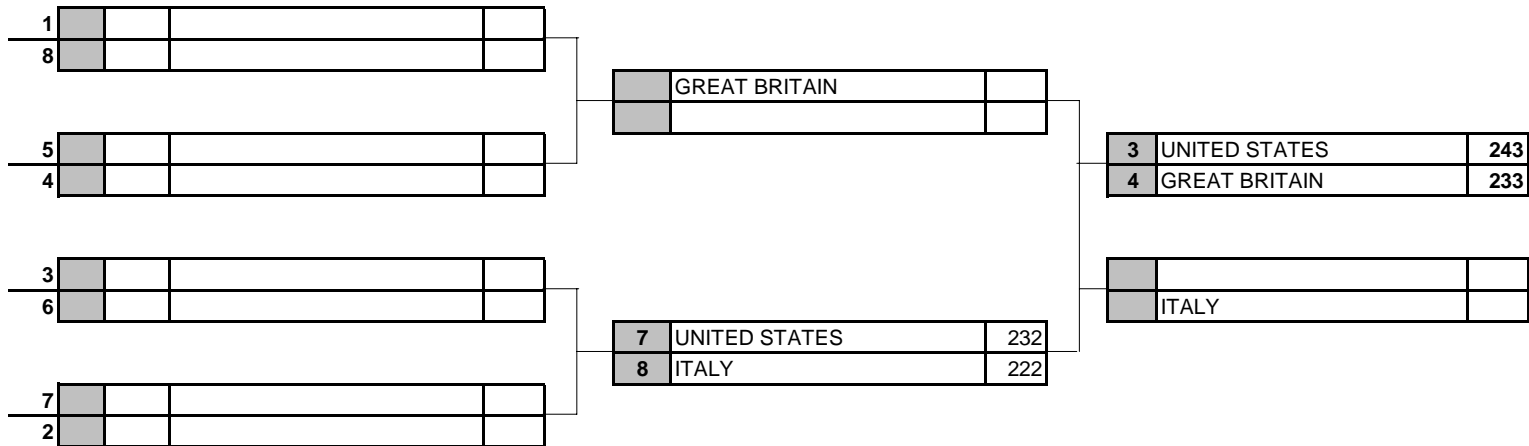 1
8
GREAT BRITAIN
5
4
3 UNITED STATES 243
4 GREAT BRITAIN 233
3
6
ITALY
7 UNITED STATES 232
8 ITALY 222
7
2